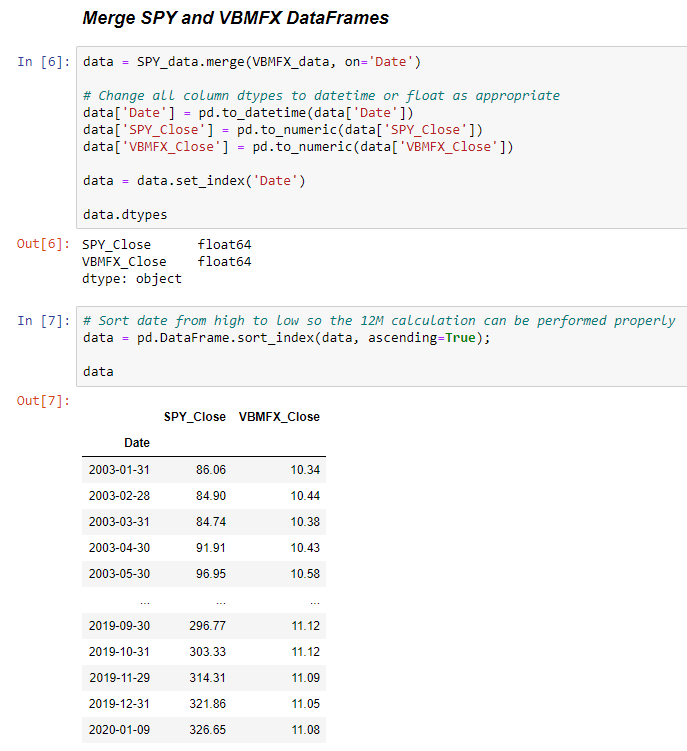 Merge SPY and VBMFX DataFrames
In [6]: data = SPY_data.merge(VBMFX_data, on='Date')
# Change all column dtypes to datetime or float as appropriate
data['Date'] = pd.to_datetime(data['Date'])
data['SPY_Close'] = pd.to_numeric(data['SPY_Close'])
data['VBMFX_Close'] = pd.to_numeric(data['VBMFX_Close'])
data = data.set_index('Date')
data.dtypes
Out[6]: SPY_Close float64
VBMFX_Close float64
dtype: object
In [7]: # Sort date from high to low so the 12M calculation can be performed properly
data = pd.DataFrame.sort_index(data, ascending=True);
data
Out[7]:
SPY_Close VBMFX_Close
Date
2003-01-31 86.06 10.34
2003-02-28 84.90 10.44
2003-03-31 84.74 10.38
2003-04-30 91.91 10.43
2003-05-30 96.95 10.58
... ... ...
2019-09-30 296.77 11.12
2019-10-31 303.33 11.12
2019-11-29 314.31 11.09
2019-12-31 321.86 11.05
2020-01-09 326.65 11.08